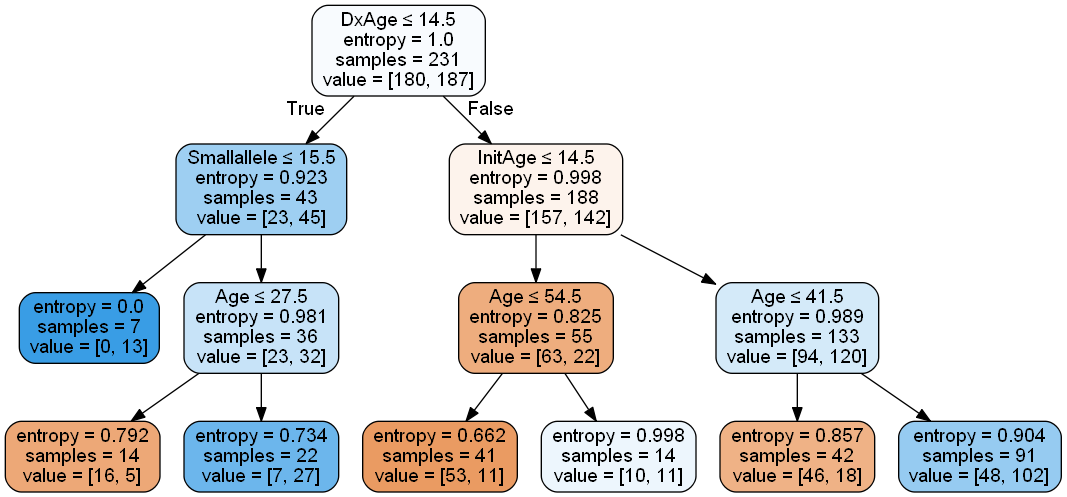 DxAge ≤ 14.5
entropy = 1.0
samples = 231
value = [180, 187]
True
False
Smallallele ≤ 15.5
entropy = 0.923
samples = 43
value = [23, 45]
InitAge ≤ 14.5
entropy = 0.998
samples = 188
value = [157, 142]
entropy = 0.0
samples = 7
value = [0, 13]
Age ≤ 27.5
entropy = 0.981
samples = 36
value = [23, 32]
Age ≤ 54.5
entropy = 0.825
samples = 55
value = [63, 22]
Age ≤ 41.5
entropy = 0.989
samples = 133
value = [94, 120]
entropy = 0.792
samples = 14
value = [16, 5]
entropy = 0.734
samples = 22
value = [7, 27]
entropy = 0.662
samples = 41
value = [53, 11]
entropy = 0.998
samples = 14
value = [10, 11]
entropy = 0.857
samples = 42
value = [46, 18]
entropy = 0.904
samples = 91
value = [48, 102]